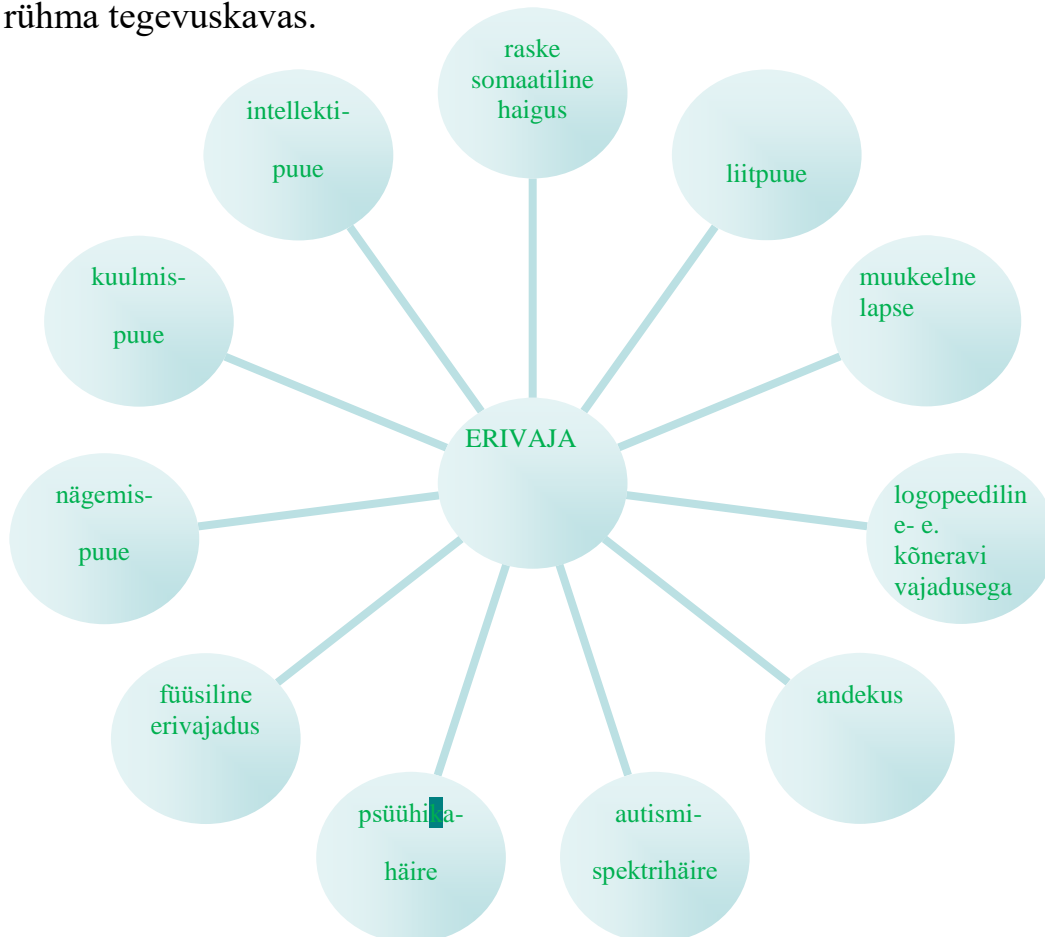 rühma tegevuskavas.
raske
somaatiline
haigus
liitpuue
muukeelne
lapse
logopeedilin
e- e.
kõneravi
vajadusega
andekus
autismi-
spektrihäire
psüühika-
häire
füüsiline
erivajadus
nägemis-
puue
kuulmis-
puue
intellekti-
puue
ERIVAJA